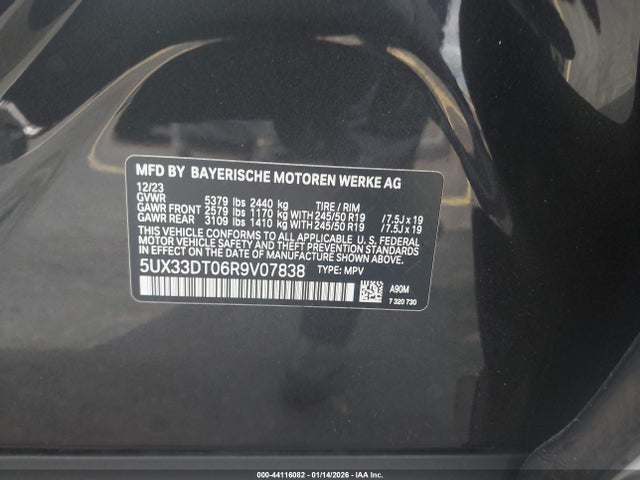 MFD BY BAYERISCHE MOTOREN WERKE AG
12/23
GVWR 5379 lbs 2440 kg TIRE / RIM
GAWR FRONT 2579 lbs 1170 kg WITH 245/50 R19 /7.5J x 19
GAWR REAR 3109 lbs 1410 kg WITH 245/50 R19 /7.5J x 19
THIS VEHICLE CONFORMS TO ALL APPLICABLE U. S. FEDERAL
MOTOR VEHICLE SAFETY, BUMPER, AND THEFT PREVENTION
STANDARDS IN EFFECT ON THE DATE OF MANUFACTURE SHOWN ABOVE.
5UX33DT06R9V07838 TYPE: MPV
A90M
7 320 730
000-44116082 - 01/14/2026 - IAA Inc.